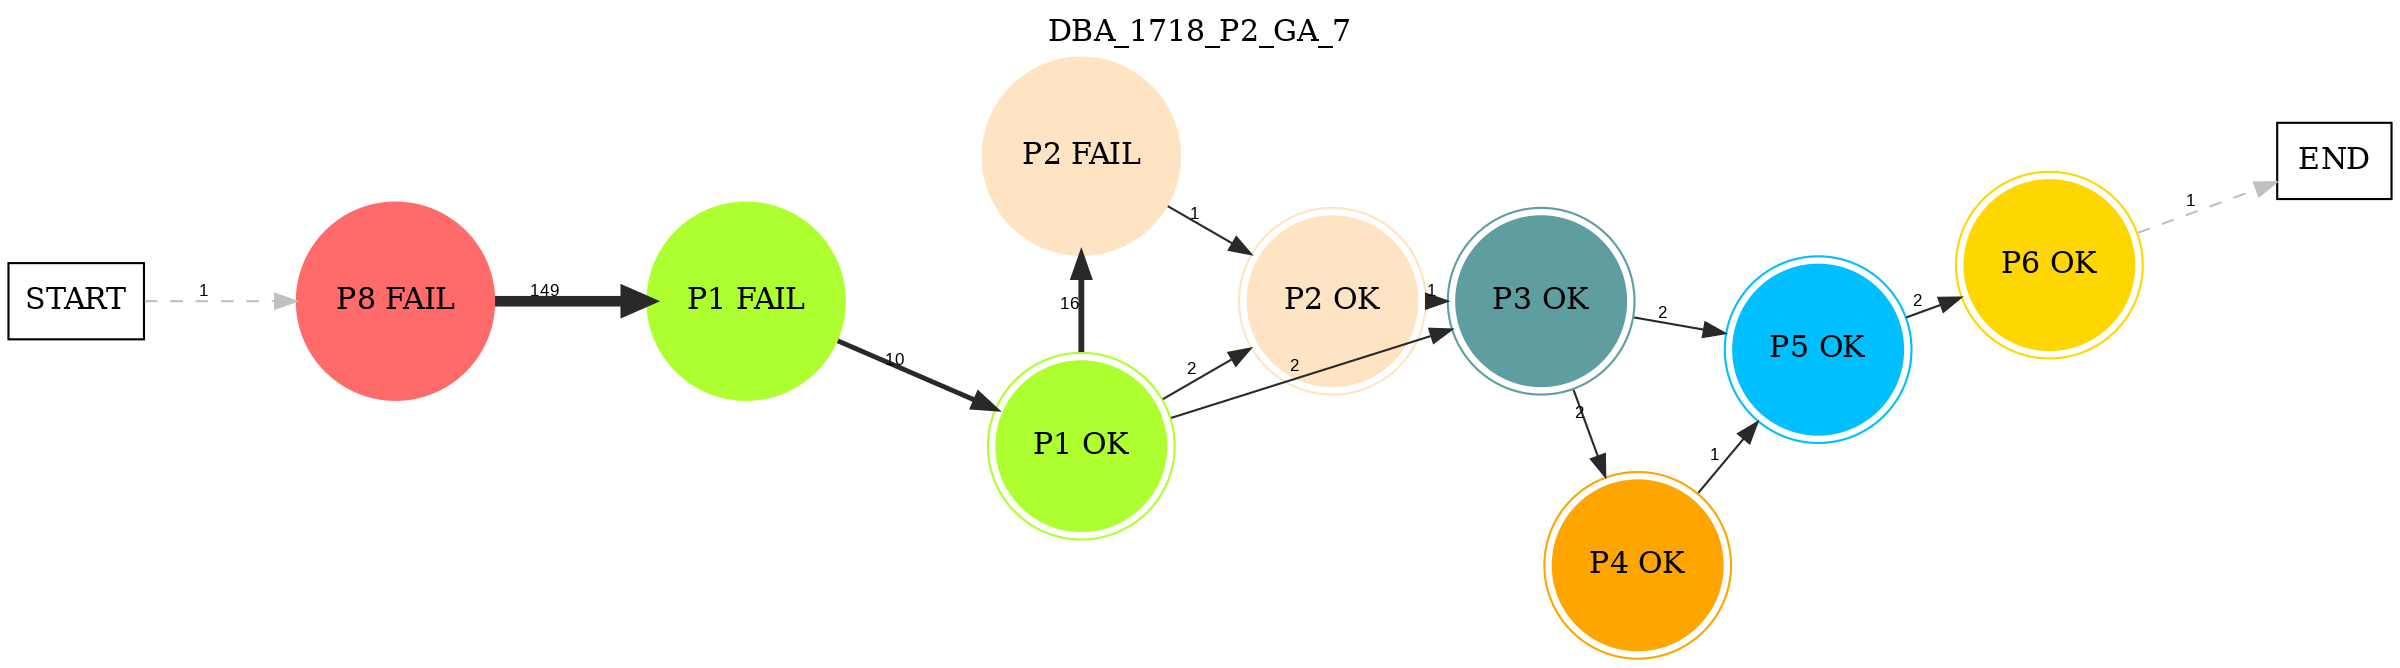 DBA_1718_P2_GA_7
START
1
P8 FAIL
149
P1 FAIL
10
P1 OK
16
P2 FAIL
1
2
2
P2 OK
1
P3 OK
2
2
P4 OK
1
P5 OK
2
P6 OK
1
END